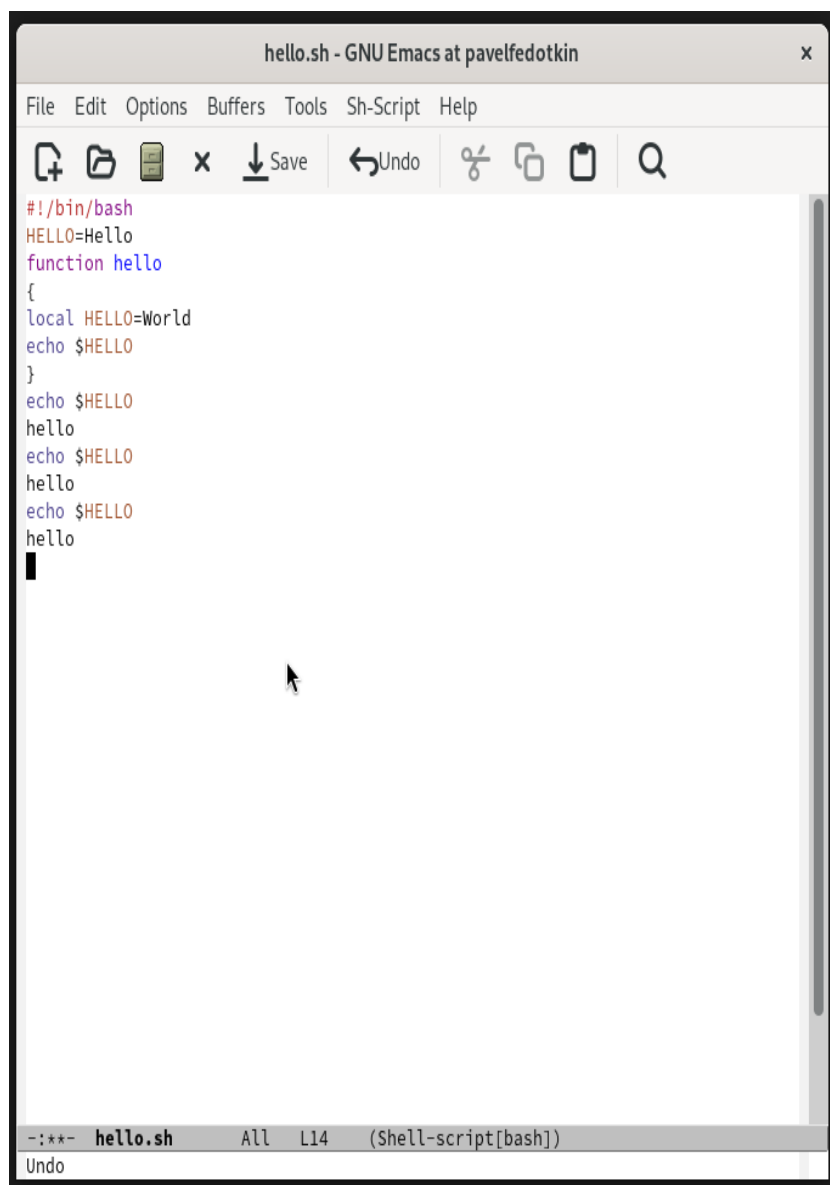 hello.sh - GNU Emacs at pavelfedotkin
File Edit Options Buffers Tools Sh-Script Help
Save Undo
#!/bin/bash
HELLO=Hello
function hello
{
local HELLO=World
echo $HELLO
}
echo $HELLO
hello
echo $HELLO
hello
echo $HELLO
hello
-:**- hello.sh All L14 (Shell-script[bash])
Undo